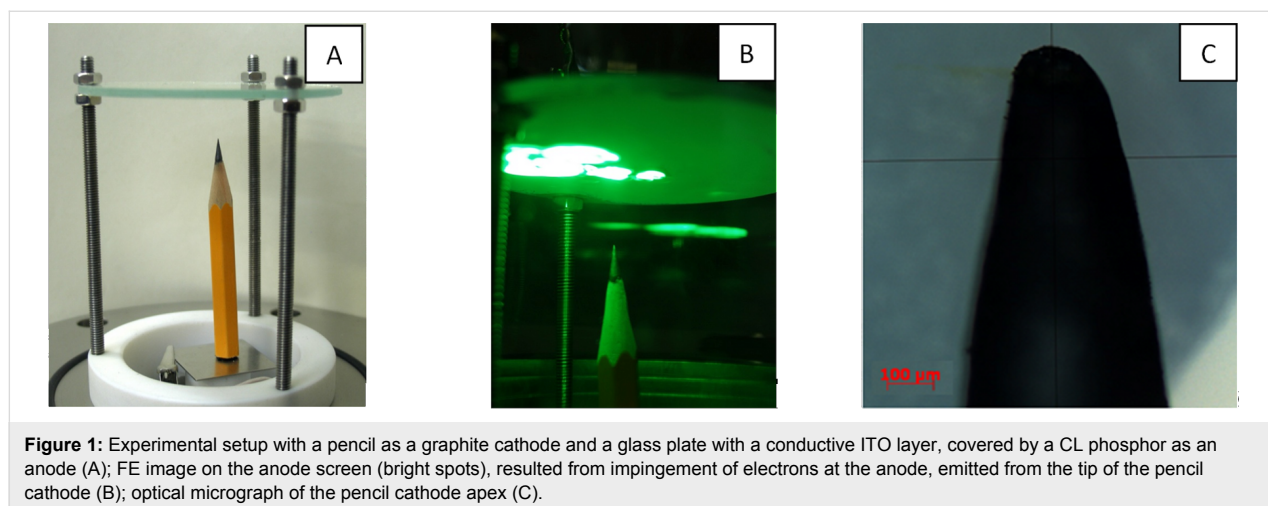 A
B
C
100 µm
Figure 1: Experimental setup with a pencil as a graphite cathode and a glass plate with a conductive ITO layer, covered by a CL phosphor as an
anode (A); FE image on the anode screen (bright spots), resulted from impingement of electrons at the anode, emitted from the tip of the pencil
cathode (B); optical micrograph of the pencil cathode apex (C).